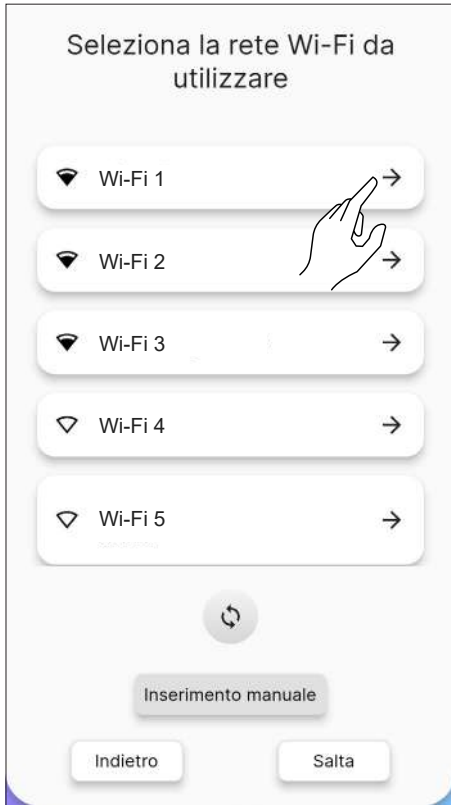 Seleziona la rete Wi-Fi da
utilizzare
Wi-Fi 1
Wi-Fi 2
Wi-Fi 3
Wi-Fi 4
Wi-Fi 5
Inserimento manuale
Indietro
Salta